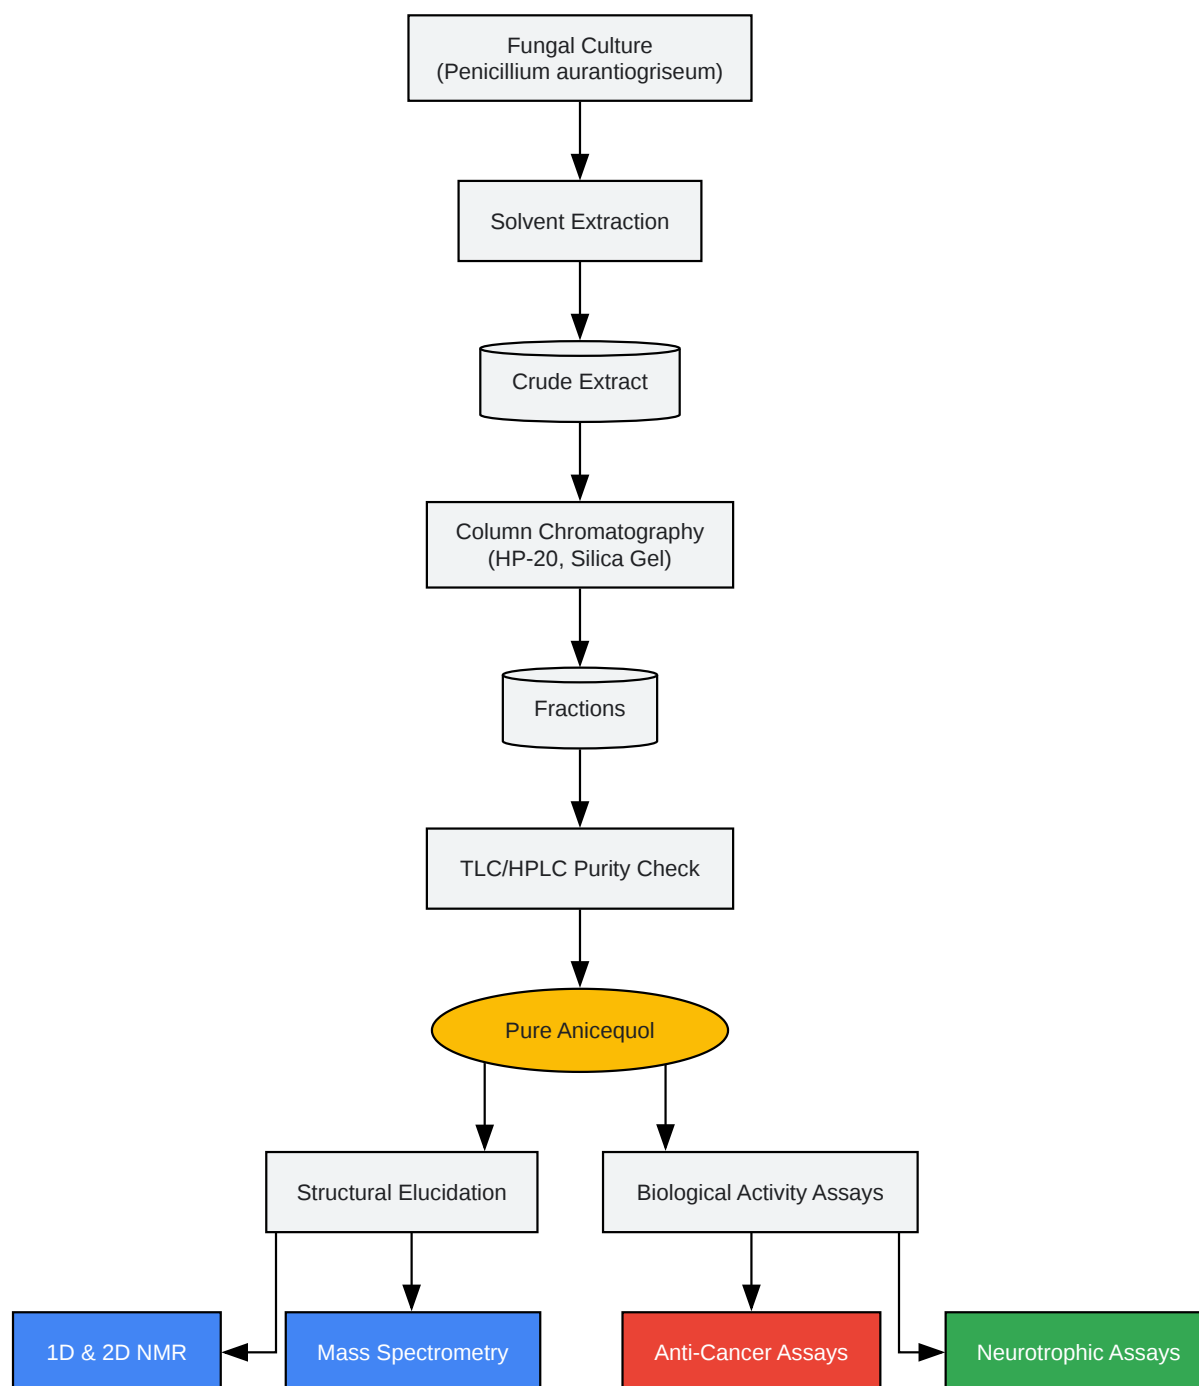 Fungal Culture
(Penicillium aurantiogriseum)
Solvent Extraction
Crude Extract
Column Chromatography
(HP-20, Silica Gel)
Fractions
TLC/HPLC Purity Check
Pure Anicequol
Structural Elucidation
Biological Activity Assays
1D & 2D NMR
Mass Spectrometry
Anti-Cancer Assays
Neurotrophic Assays